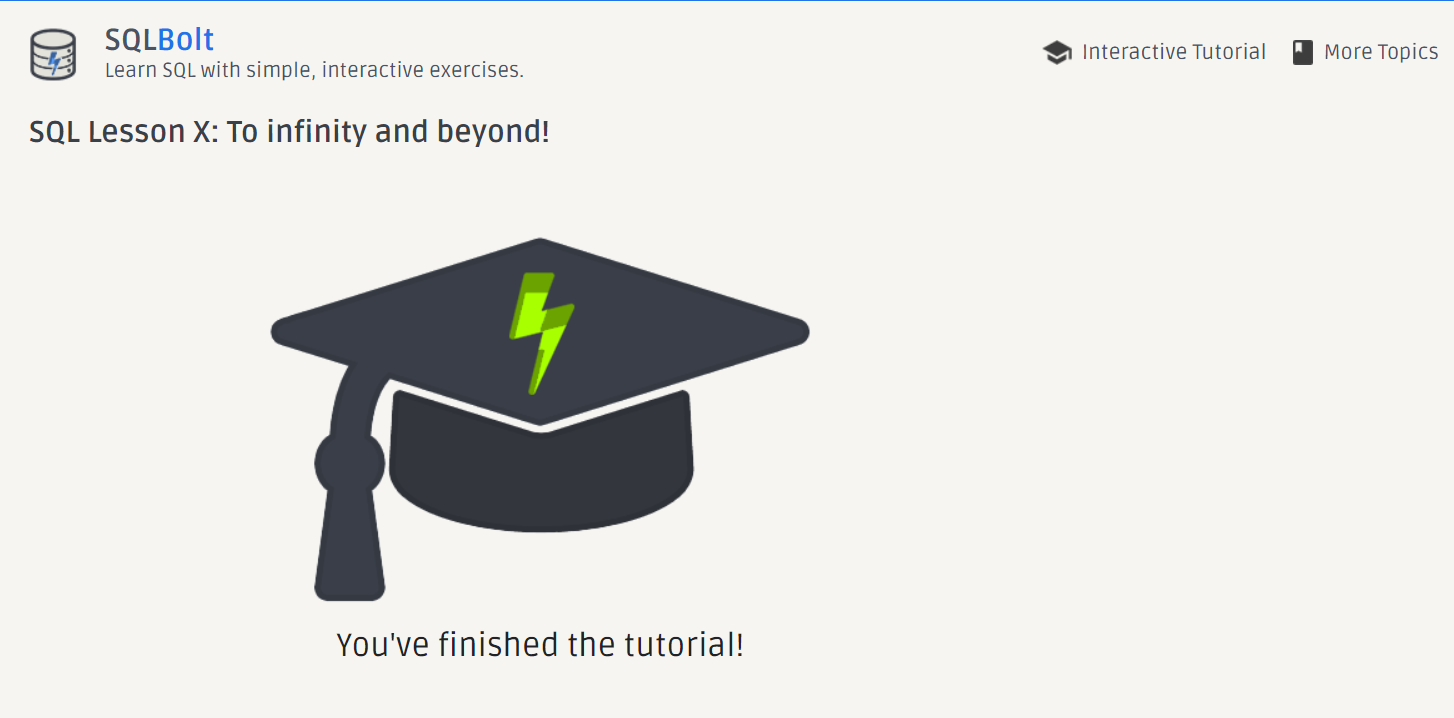 SQLBolt
Learn SQL with simple, interactive exercises.
Interactive Tutorial
More Topics
SQL Lesson X: To infinity and beyond!
You've finished the tutorial!